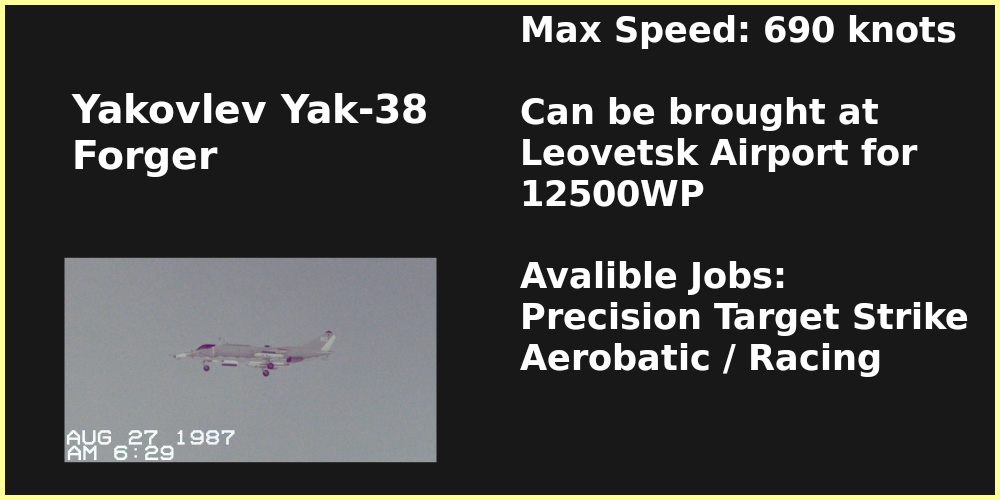 Yakovlev Yak-38
Forger
AUG 27 1987
AM 6:29
Max Speed: 690 knots
Can be brought at
Leovetsk Airport for
12500WP
Avalible Jobs:
Precision Target Strike
Aerobatic / Racing